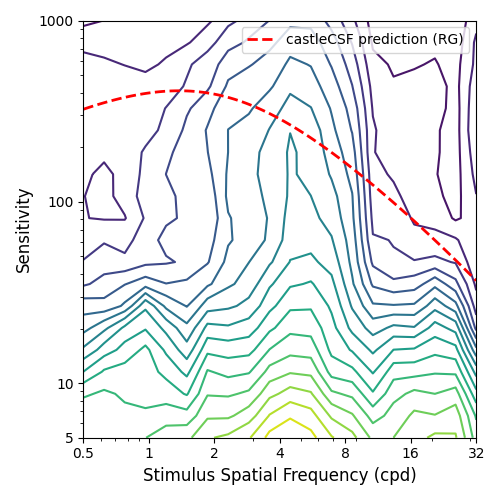 1000
castleCSF prediction (RG)
Sensitivity
100
10
5
0.5 1 2 4 8 16 32
Stimulus Spatial Frequency (cpd)